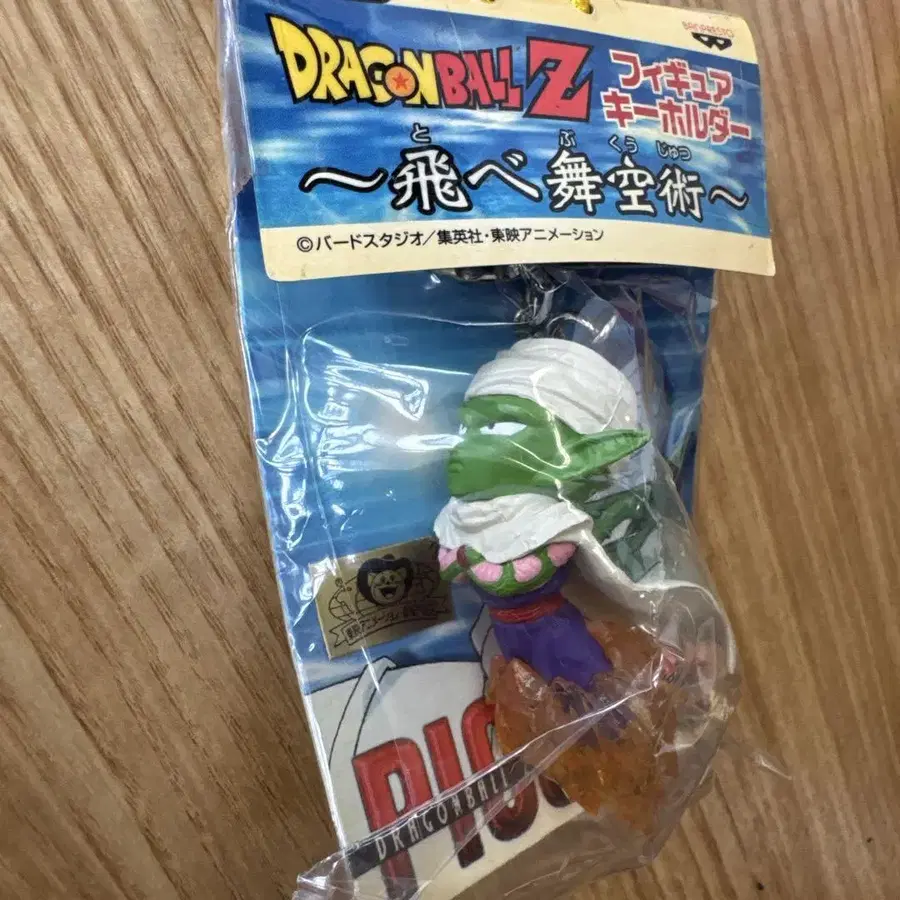 BANPRESTO
DRAGONBALL Z
フィギュア
キーホルダー
と ぶ くう じゅつ
～飛べ舞空術～
©バードスタジオ／集英社・東映アニメーション
PIC
DRAGONBALL